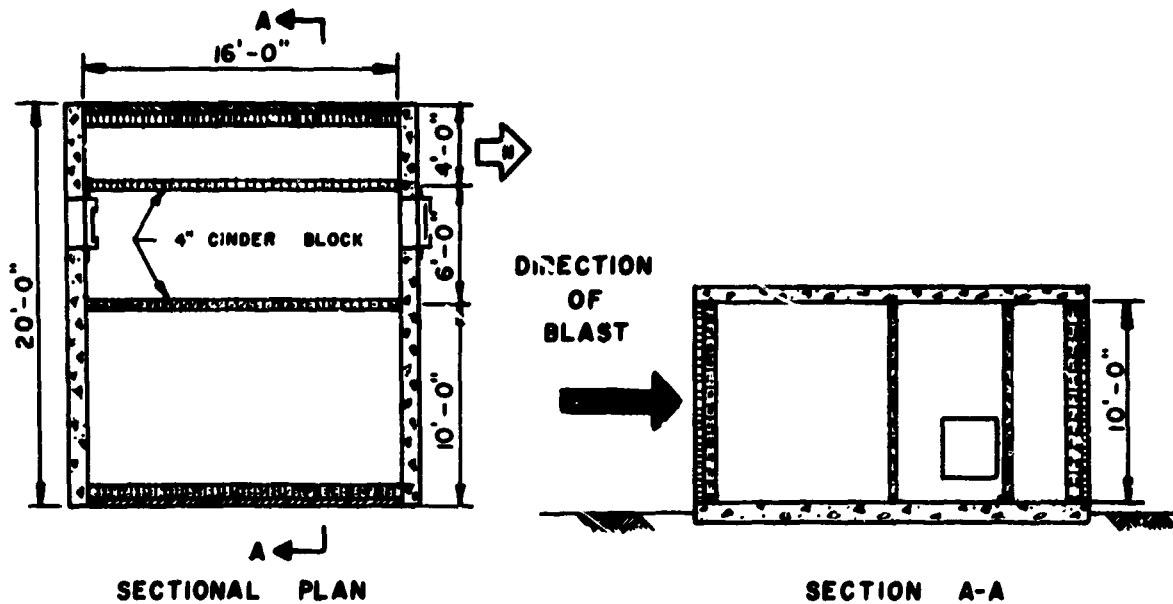 A
16'-0"
4'-0"
N
4" CINDER BLOCK
6'-0"
20'-0"
10'-0"
A
SECTIONAL PLAN
DIRECTION
OF
BLAST
10'-0"
SECTION A-A